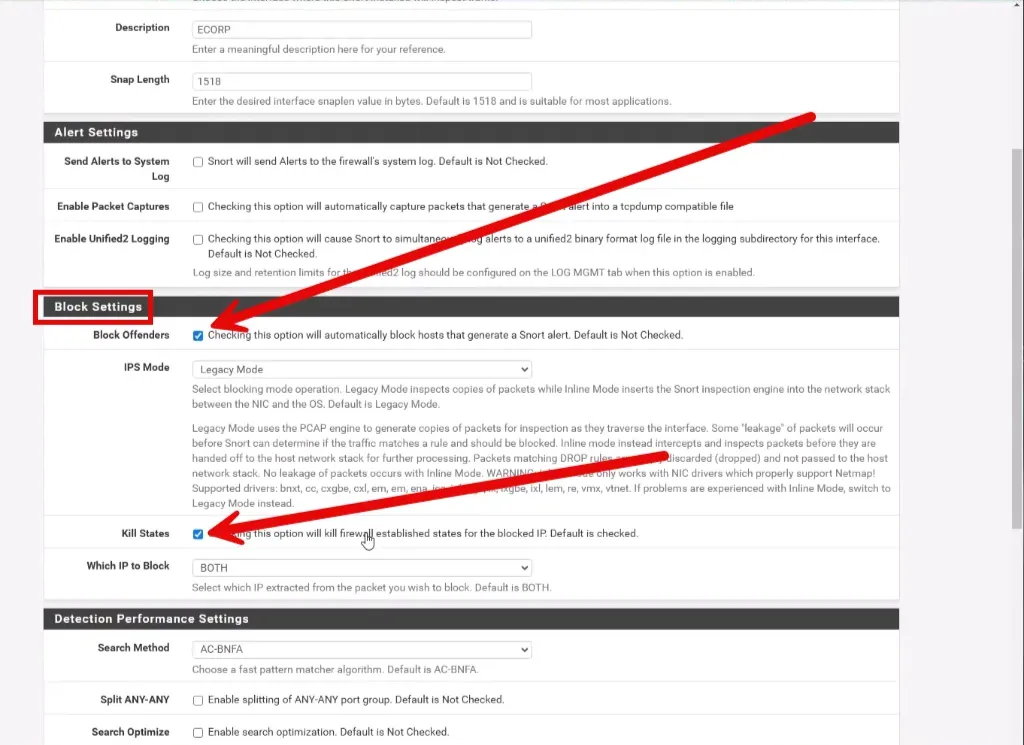 Description
ECORP
Enter a meaningful description here for your reference.
Snap Length
1518
Enter the desired interface snaplen value in bytes. Default is 1518 and is suitable for most applications.
Alert Settings
Send Alerts to System
Log
Snort will send Alerts to the firewall's system log. Default is Not Checked.
Enable Packet Captures
Checking this option will automatically capture packets that generate a Snort alert into a tcpdump compatible file
Enable Unified2 Logging
Checking this option will cause Snort to simultaneously log alerts to a unified2 binary format log file in the logging subdirectory for this interface.
Default is Not Checked.
Log size and retention limits for the Unified2 log should be configured on the LOG MGMT tab when this option is enabled.
Block Settings
Block Offenders
Checking this option will automatically block hosts that generate a Snort alert. Default is Not Checked.
IPS Mode
Legacy Mode
Select blocking mode operation. Legacy Mode inspects copies of packets while Inline Mode inserts the Snort inspection engine into the network stack
between the NIC and the OS. Default is Legacy Mode.
Legacy Mode uses the PCAP engine to generate copies of packets for inspection as they traverse the interface. Some "leakage" of packets will occur
before Snort can determine if the traffic matches a rule and should be blocked. Inline mode instead intercepts and inspects packets before they are
handed off to the host network stack for further processing. Packets matching DROP rules are discarded (dropped) and not passed to the host
network stack. No leakage of packets occurs with Inline Mode. WARNING: only works with NIC drivers which properly support Netmap!
Supported drivers: bnxt, cc, cxgbe, cxl, em, em, ena, ixl, lem, re, vmx, vtnet. If problems are experienced with Inline Mode, switch to
Legacy Mode instead.
Kill States
Checking this option will kill firewall established states for the blocked IP. Default is checked.
Which IP to Block
BOTH
Select which IP extracted from the packet you wish to block. Default is BOTH.
Detection Performance Settings
Search Method
AC-BNFA
Choose a fast pattern matcher algorithm. Default is AC-BNFA.
Split ANY-ANY
Enable splitting of ANY-ANY port group. Default is Not Checked.
Search Optimize
Enable search optimization. Default is Not Checked.